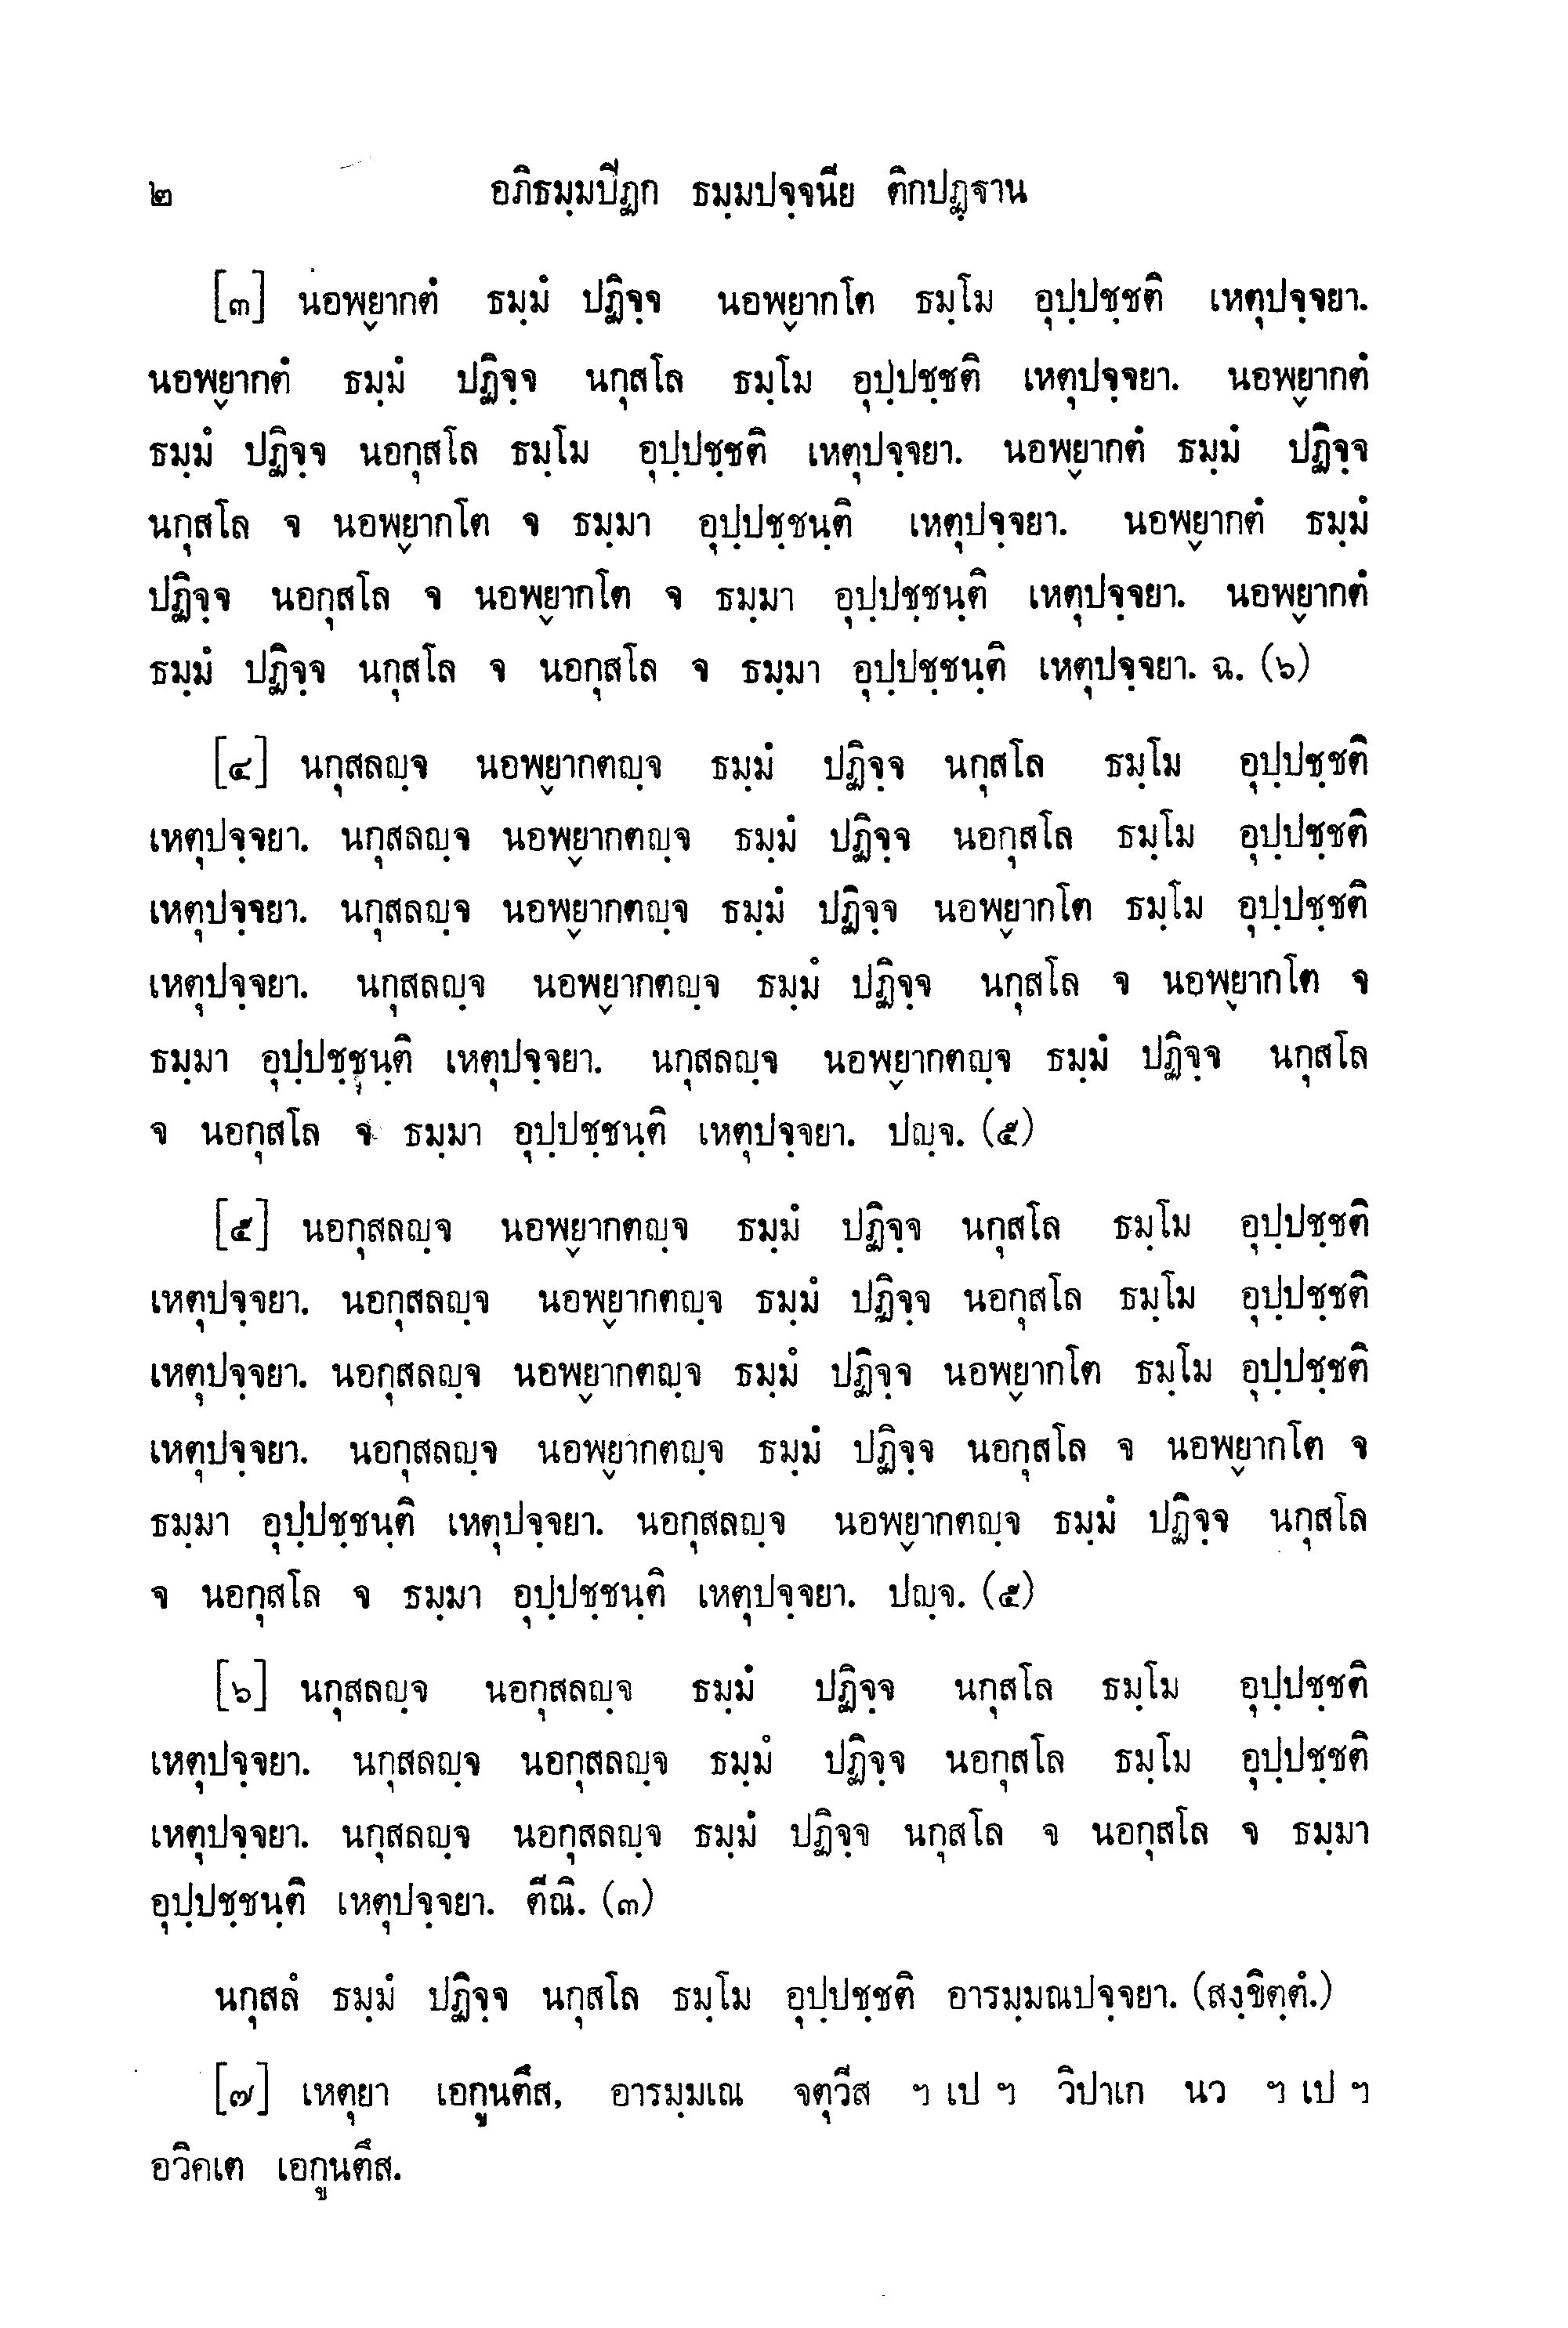 ๒ อภิธมฺมปิฏก ธมฺมปจฺจนีย ติกปฏฺฐาน
[๓] นอพฺยากตํ ธมฺมํ ปฏิจฺจ นอพฺยากโต ธมฺโม อุปฺปชฺชติ เหตุปจฺจยา.
นอพฺยากตํ ธมฺมํ ปฏิจฺจ นกุสโล ธมฺโม อุปฺปชฺชติ เหตุปจฺจยา. นอพฺยากตํ
ธมฺมํ ปฏิจฺจ นอกุสโล ธมฺโม อุปฺปชฺชติ เหตุปจฺจยา. นอพฺยากตํ ธมฺมํ ปฏิจฺจ
นกุสโล จ นอพฺยากโต จ ธมฺมา อุปฺปชฺชนฺติ เหตุปจฺจยา. นอพฺยากตํ ธมฺมํ
ปฏิจฺจ นอกุสโล จ นอพฺยากโต จ ธมฺมา อุปฺปชฺชนฺติ เหตุปจฺจยา. นอพฺยากตํ
ธมฺมํ ปฏิจฺจ นกุสโล จ นอกุสโล จ ธมฺมา อุปฺปชฺชนฺติ เหตุปจฺจยา. ฉ. (๖)
[๔] นกุสลญฺจ นอพฺยากตญฺจ ธมฺมํ ปฏิจฺจ นกุสโล ธมฺโม อุปฺปชฺชติ
เหตุปจฺจยา. นกุสลญฺจ นอพฺยากตญฺจ ธมฺมํ ปฏิจฺจ นอกุสโล ธมฺโม อุปฺปชฺชติ
เหตุปจฺจยา. นกุสลญฺจ นอพฺยากตญฺจ ธมฺมํ ปฏิจฺจ นอพฺยากโต ธมฺโม อุปฺปชฺชติ
เหตุปจฺจยา. นกุสลญฺจ นอพฺยากตญฺจ ธมฺมํ ปฏิจฺจ นกุสโล จ นอพฺยากโต จ
ธมฺมา อุปฺปชฺชุนฺติ เหตุปจฺจยา. นกุสลญฺจ นอพฺยากตญฺจ ธมฺมํ ปฏิจฺจ นกุสโล
จ นอกุสโล จ ธมฺมา อุปฺปชฺชนฺติ เหตุปจฺจยา. ปญฺจ. (๕)
[๕] นอกุสลญฺจ นอพฺยากตญฺจ ธมฺมํ ปฏิจฺจ นกุสโล ธมฺโม อุปฺปชฺชติ
เหตุปจฺจยา. นอกุสลญฺจ นอพฺยากตญฺจ ธมฺมํ ปฏิจฺจ นอกุสโล ธมฺโม อุปฺปชฺชติ
เหตุปจฺจยา. นอกุสลญฺจ นอพฺยากตญฺจ ธมฺมํ ปฏิจฺจ นอพฺยากโต ธมฺโม อุปฺปชฺชติ
เหตุปจฺจยา. นอกุสลญฺจ นอพฺยากตญฺจ ธมฺมํ ปฏิจฺจ นอกุสโล จ นอพฺยากโต จ
ธมฺมา อุปฺปชฺชนฺติ เหตุปจฺจยา. นอกุสลญฺจ นอพฺยากตญฺจ ธมฺมํ ปฏิจฺจ นกุสโล
จ นอกุสโล จ ธมฺมา อุปฺปชฺชนฺติ เหตุปจฺจยา. ปญฺจ. (๕)
[๖] นกุสลญฺจ นอกุสลญฺจ ธมฺมํ ปฏิจฺจ นกุสโล ธมฺโม อุปฺปชฺชติ
เหตุปจฺจยา. นกุสลญฺจ นอกุสลญฺจ ธมฺมํ ปฏิจฺจ นอกุสโล ธมฺโม อุปฺปชฺชติ
เหตุปจฺจยา. นกุสลญฺจ นอกุสลญฺจ ธมฺมํ ปฏิจฺจ นกุสโล จ นอกุสโล จ ธมฺมา
อุปฺปชฺชนฺติ เหตุปจฺจยา. ตีณิ. (๓)
นกุสลํ ธมฺมํ ปฏิจฺจ นกุสโล ธมฺโม อุปฺปชฺชติ อารมฺมณปจฺจยา. (สงฺขิตฺตํ.)
[๗] เหตุยา เอกูนตึส, อารมฺมเณ จตุวีส ฯ เป ฯ วิปาเก นว ฯ เป ฯ
อวิคเต เอกูนตึส.